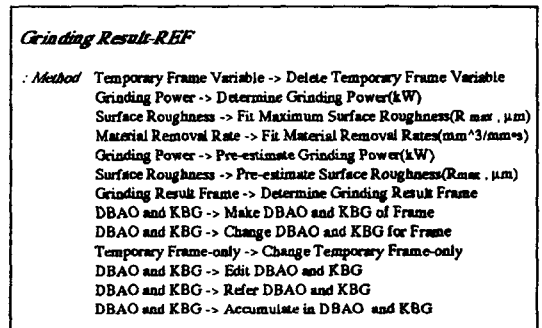 Grinding Result-REF
: Method Temporary Frame Variable -> Delete Temporary Frame Variable
Grinding Power -> Determine Grinding Power(kW)
Surface Roughness -> Fit Maximum Surface Roughness(R max , μm)
Material Removal Rate -> Fit Material Removal Rates(mm^3/mm•s)
Grinding Power -> Pre-estimate Grinding Power(kW)
Surface Roughness -> Pre-estimate Surface Roughness(Rmax , μm)
Grinding Result Frame -> Determine Grinding Result Frame
DBAO and KBG -> Make DBAO and KBG of Frame
DBAO and KBG -> Change DBAO and KBG for Frame
Temporary Frame-only -> Change Temporary Frame-only
DBAO and KBG -> Edit DBAO and KBG
DBAO and KBG -> Refer DBAO and KBG
DBAO and KBG -> Accumulate in DBAO and KBG